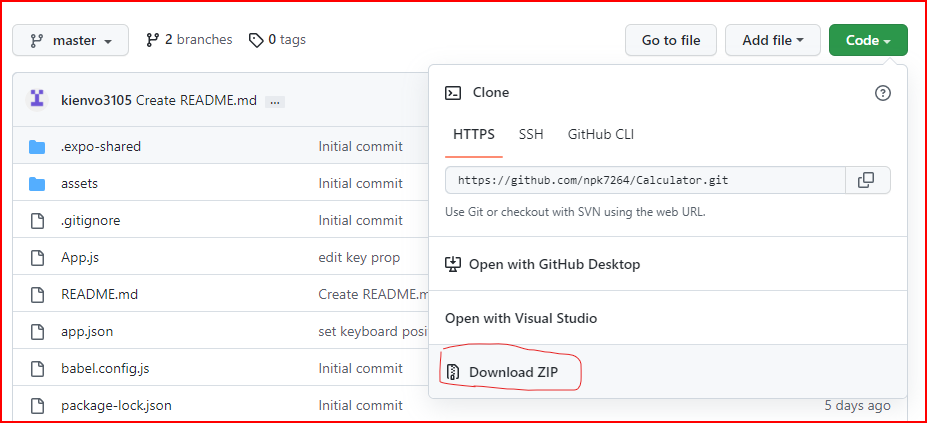 master 2 branches 0 tags Go to file Add file Code
kienvo3105 Create README.md ...
Clone
.expo-shared Initial commit
HTTPS SSH GitHub CLI
assets Initial commit
https://github.com/npk7264/Calculator.git
.gitignore Initial commit
Use Git or checkout with SVN using the web URL.
App.js edit key prop
Open with GitHub Desktop
README.md Create README.m
Open with Visual Studio
app.json set keyboard posi
babel.config.js Initial commit
Download ZIP
package-lock.json Initial commit 5 days ago